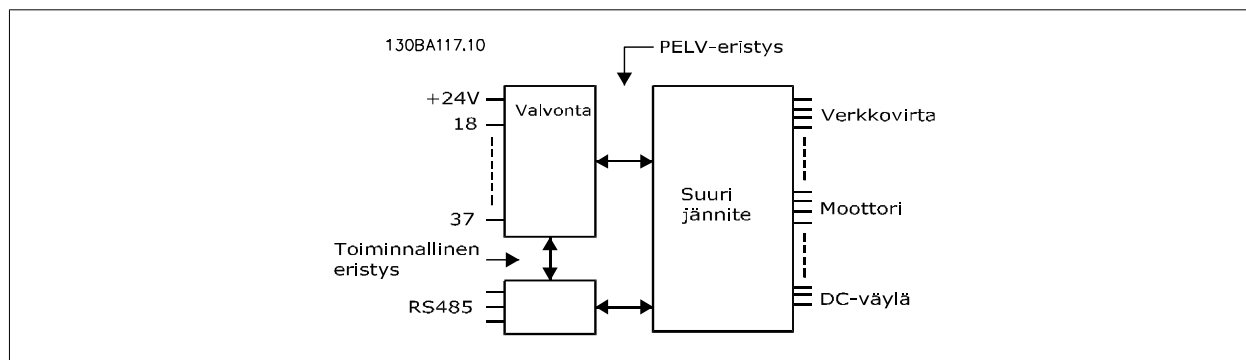 130BA117.10
PELV-eristys
+24V
18
37
Valvonta
Suuri
jännite
Verkkovirta
Moottori
DC-väylä
Toiminnallinen
eristys
RS485